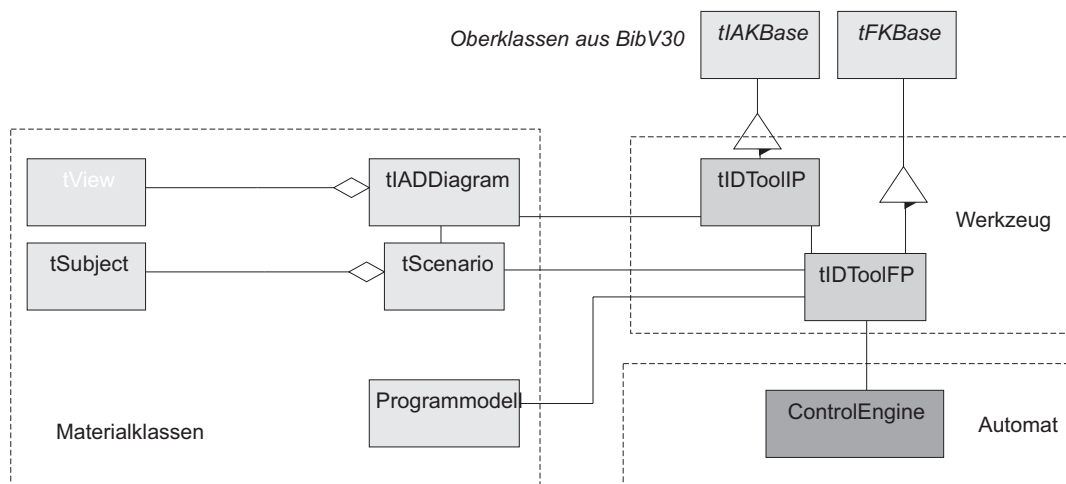 Oberklassen aus BibV30
tIAKBase
tFKBase
tView
tIADDiagram
tIDToolIP
Werkzeug
tSubject
tScenario
tIDToolFP
Programmodell
ControlEngine
Materialklassen
Automat